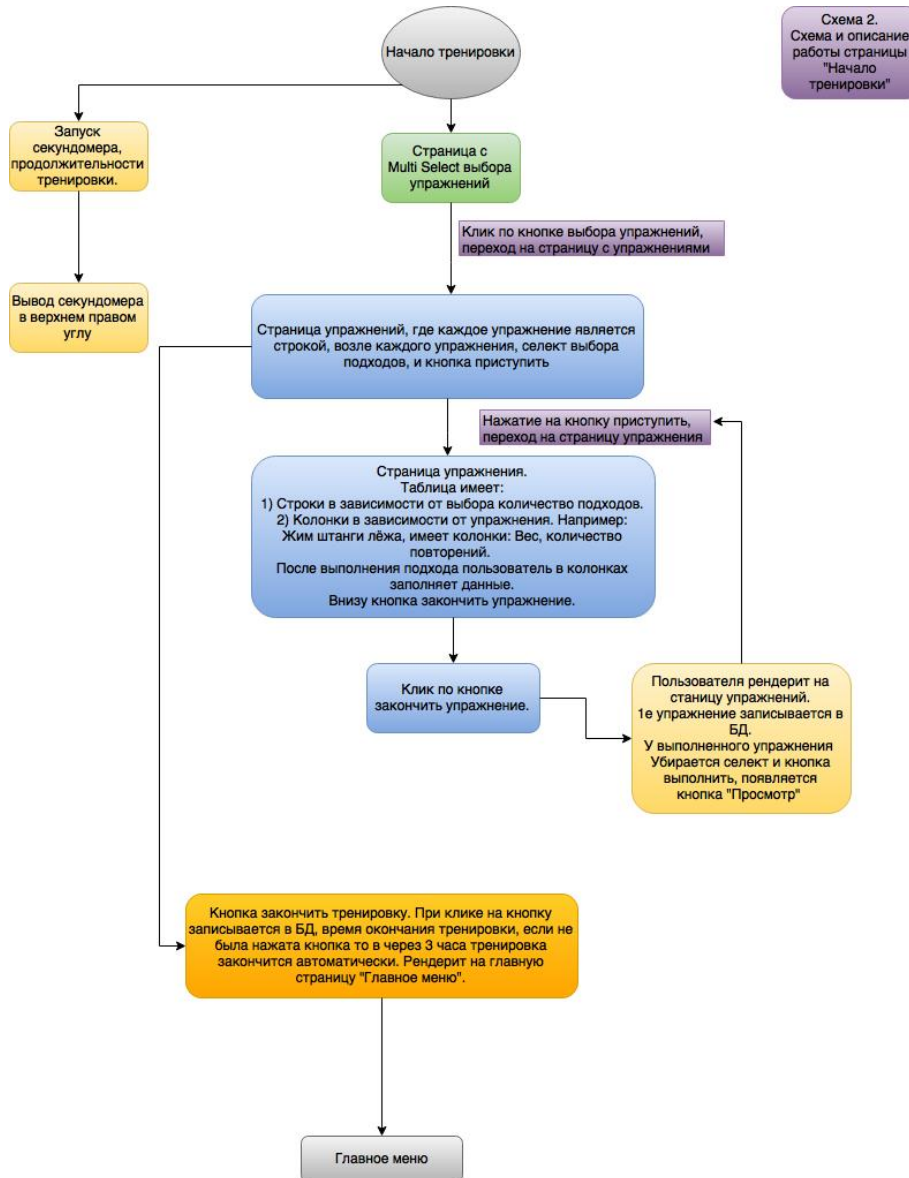 Начало тренировки
Схема 2.
Схема и описание
работы страницы
"Начало
тренировки"
Запуск
секундомера,
продолжительности
тренировки.
Страница с
Multi Select выбора
упражнений
Клик по кнопке выбора упражнений,
переход на страницу с упражнениями
Вывод секундомера
в верхнем правом
углу
Страница упражнений, где каждое упражнение является
строкой, возле каждого упражнения, селект выбора
подходов, и кнопка приступить
Нажатие на кнопку приступить,
переход на страницу упражнения
Страница упражнения.
Таблица имеет:
1) Строки в зависимости от выбора количество подходов.
2) Колонки в зависимости от упражнения. Например:
Жим штанги лёжа, имеет колонки: Вес, количество
повторений.
После выполнения подхода пользователь в колонках
заполняет данные.
Внизу кнопка закончить упражнение.
Клик по кнопке
закончить упражнение.
Пользователя рендерит на
станицу упражнений.
1е упражнение записывается в
БД.
У выполненного упражнения
Убирается селект и кнопка
выполнить, появляется
кнопка "Просмотр"
Кнопка закончить тренировку. При клике на кнопку
записывается в БД, время окончания тренировки, если не
была нажата кнопка то в через 3 часа тренировка
закончится автоматически. Рендерит на главную
страницу "Главное меню".
Главное меню